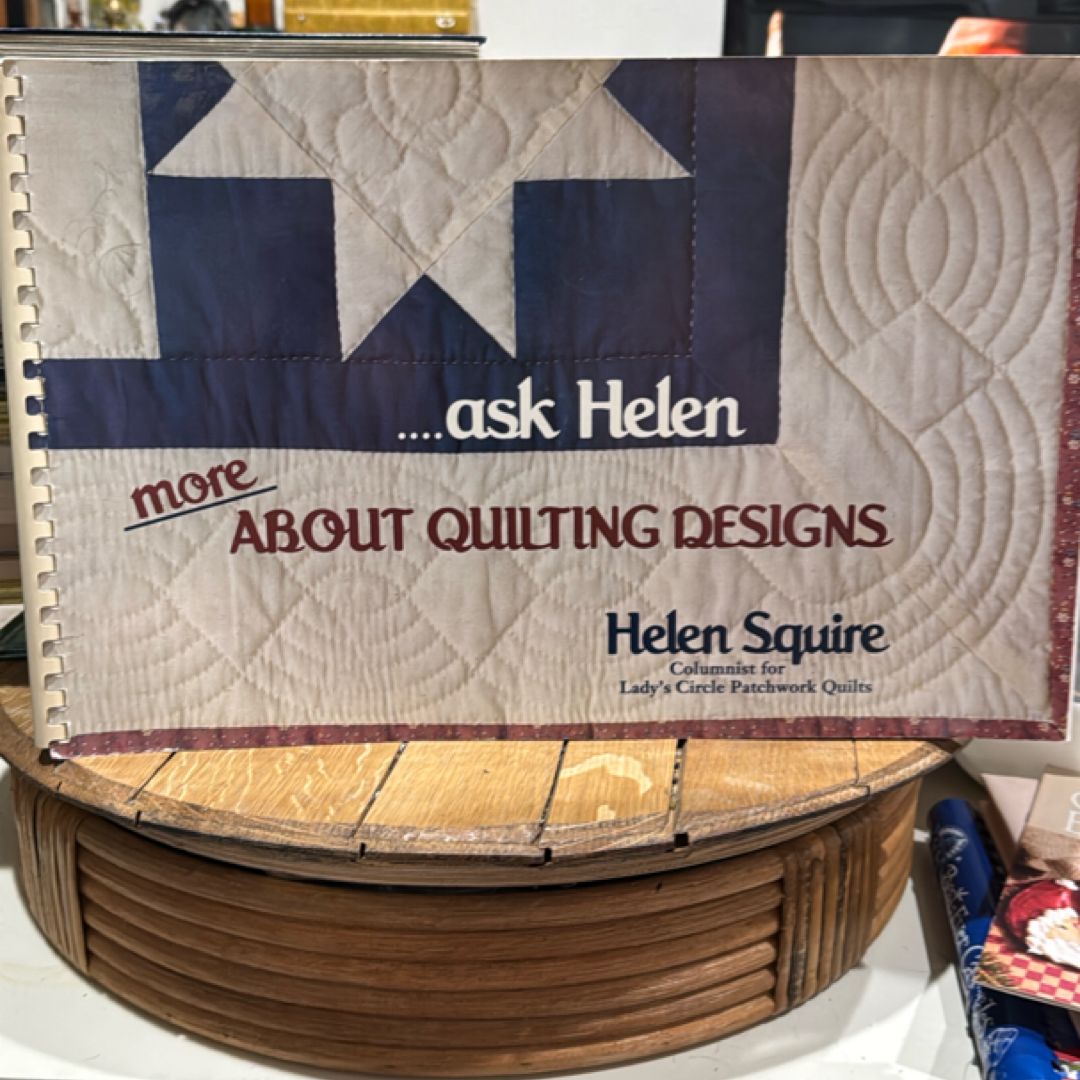 ....ask Helen
more
ABOUT QUILTING DESIGNS
Helen Squire
Columnist for
Lady's Circle Patchwork Quilts